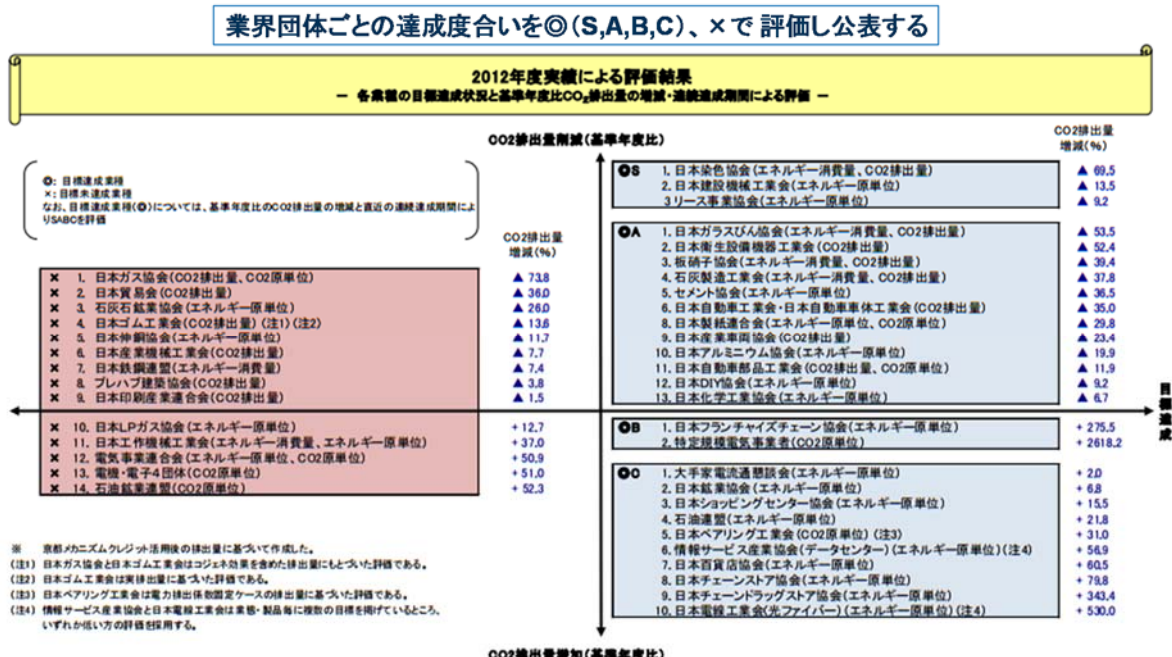 業界団体ごとの達成度合いを◎(S,A,B,C)、×で 評価し公表する
2012年度実績による評価結果
― 各業種の目標達成状況と基準年度比CO2排出量の増減・連続達成期間による評価 ―
CO2排出量削減(基準年度比)
◎: 目標達成業種
×: 目標未達成業種
なお、目標達成業種(◎)については、基準年度比のCO2排出量の増減と直近の連続達成期間によ
りSABCを評価
CO2排出量
増減(%)
× 1. 日本ガス協会(CO2排出量、CO2原単位) ▲ 73.8
× 2. 日本貿易会(CO2排出量) ▲ 36.0
× 3. 石灰石鉱業協会(エネルギー原単位) ▲ 26.0
× 4. 日本ゴム工業会(CO2排出量) (注1)(注2) ▲ 13.6
× 5. 日本伸銅協会(エネルギー原単位) ▲ 11.7
× 6. 日本産業機械工業会(CO2排出量) ▲ 7.7
× 7. 日本鉄鋼連盟(エネルギー消費量) ▲ 7.4
× 8. プレハブ建築協会(CO2排出量) ▲ 3.8
× 9. 日本印刷産業連合会(CO2排出量) ▲ 1.5
× 10. 日本LPガス協会(エネルギー原単位) + 12.7
× 11. 日本工作機械工業会(エネルギー消費量、エネルギー原単位) + 37.0
× 12. 電気事業連合会(エネルギー原単位、CO2原単位) + 50.9
× 13. 電機・電子4団体(CO2原単位) + 51.0
× 14. 石油鉱業連盟(CO2原単位) + 52.3
CO2排出量
増減(%)
◎S 1. 日本染色協会(エネルギー消費量、CO2排出量) ▲ 69.5
2. 日本建設機械工業会(エネルギー原単位) ▲ 13.5
3 リース事業協会(エネルギー原単位) ▲ 9.2
◎A 1. 日本ガラスびん協会(エネルギー消費量、CO2排出量) ▲ 53.5
2. 日本衛生設備機器工業会(CO2排出量) ▲ 52.4
3. 板硝子協会(エネルギー消費量、CO2排出量) ▲ 39.4
4. 石灰製造工業会(エネルギー消費量、CO2排出量) ▲ 37.8
5. セメント協会(エネルギー原単位) ▲ 36.5
6. 日本自動車工業会・日本自動車車体工業会(CO2排出量) ▲ 35.0
8. 日本製紙連合会(エネルギー原単位、CO2原単位) ▲ 29.8
9. 日本産業車両協会(CO2排出量) ▲ 23.4
10. 日本アルミニウム協会(エネルギー原単位) ▲ 19.9
11. 日本自動車部品工業会(CO2排出量、CO2原単位) ▲ 11.9
12. 日本DIY協会(エネルギー原単位) ▲ 9.2
13. 日本化学工業協会(エネルギー原単位) ▲ 6.7
目標達成
◎B 1. 日本フランチャイズチェーン協会(エネルギー原単位) + 275.5
2. 特定規模電気事業者(CO2原単位) + 2618.2
◎C 1. 大手家電流通懇談会(エネルギー原単位) + 2.0
2. 日本鉱業協会(エネルギー原単位) + 6.8
3. 日本ショッピングセンター協会(エネルギー原単位) + 15.5
4. 石油連盟(エネルギー原単位) + 21.8
5. 日本ベアリング工業会(CO2原単位) (注3) + 31.0
6. 情報サービス産業協会(データセンター) (エネルギー原単位)(注4) + 56.9
7. 日本百貨店協会(エネルギー原単位) + 60.5
8. 日本チェーンストア協会(エネルギー原単位) + 79.8
9. 日本チェーンドラッグストア協会(エネルギー原単位) + 343.4
10. 日本電線工業会(光ファイバー) (エネルギー原単位) (注4) + 530.0
※ 京都メカニズムクレジット活用後の排出量に基づいて作成した。
(注1) 日本ガス協会と日本ゴム工業会はコジェネ効果を含めた排出量にもとづいた評価である。
(注2) 日本ゴム工業会は実排出量に基づいた評価である。
(注3) 日本ベアリング工業会は電力排出係数固定ケースの排出量に基づいた評価である。
(注4) 情報サービス産業協会と日本電線工業会は業態・製品毎に複数の目標を掲げているところ、
いずれか低い方の評価を採用する。
CO2排出量増加(基準年度比)